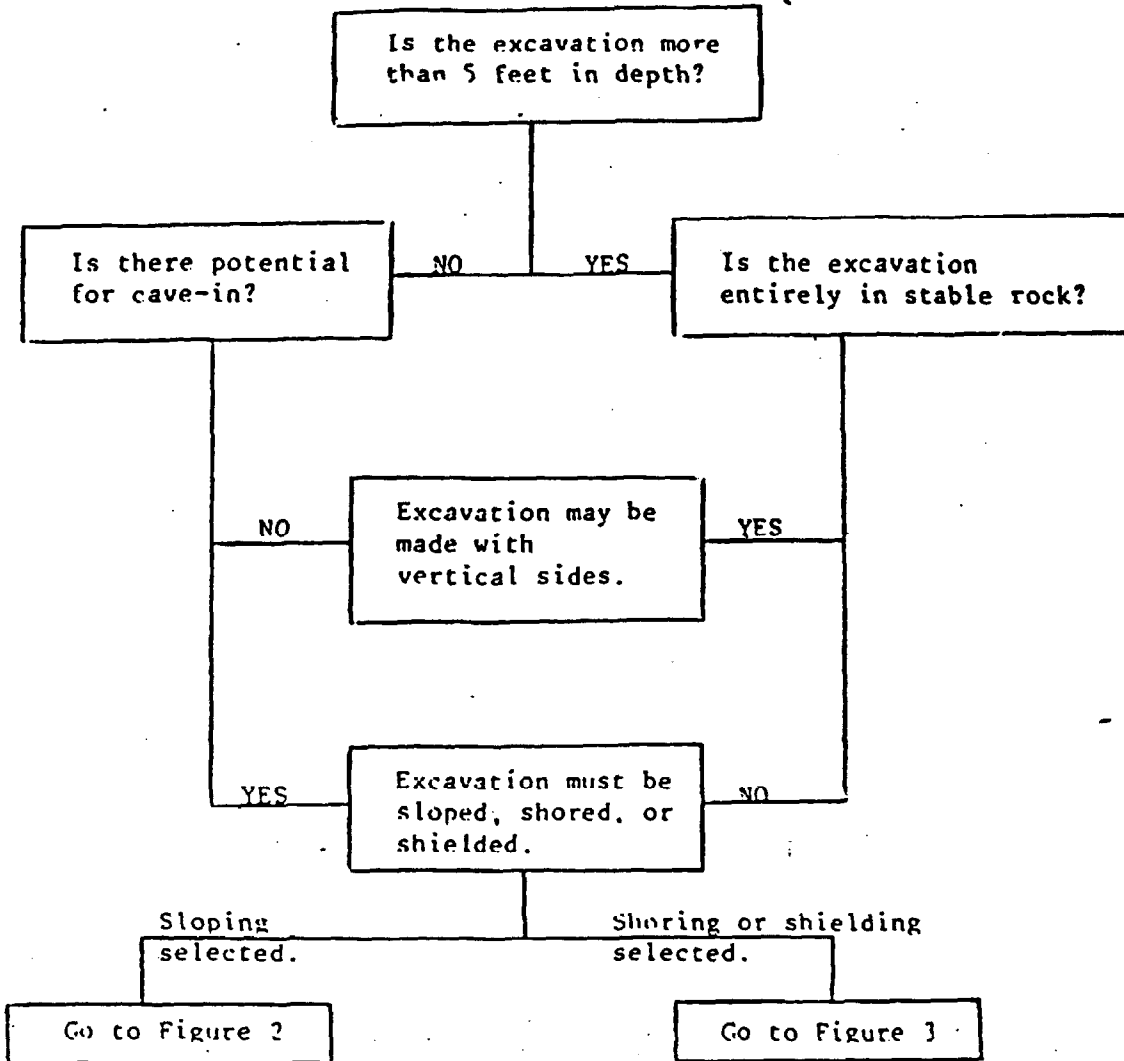 Is the excavation more
than 5 feet in depth?
Is there potential
for cave-in?
NO
YES
Is the excavation
entirely in stable rock?
NO
Excavation may be
made with
vertical sides.
YES
YES
Excavation must be
sloped, shored, or
shielded.
NO
Sloping
selected.
Shoring or shielding
selected.
Go to Figure 2
Go to Figure 3